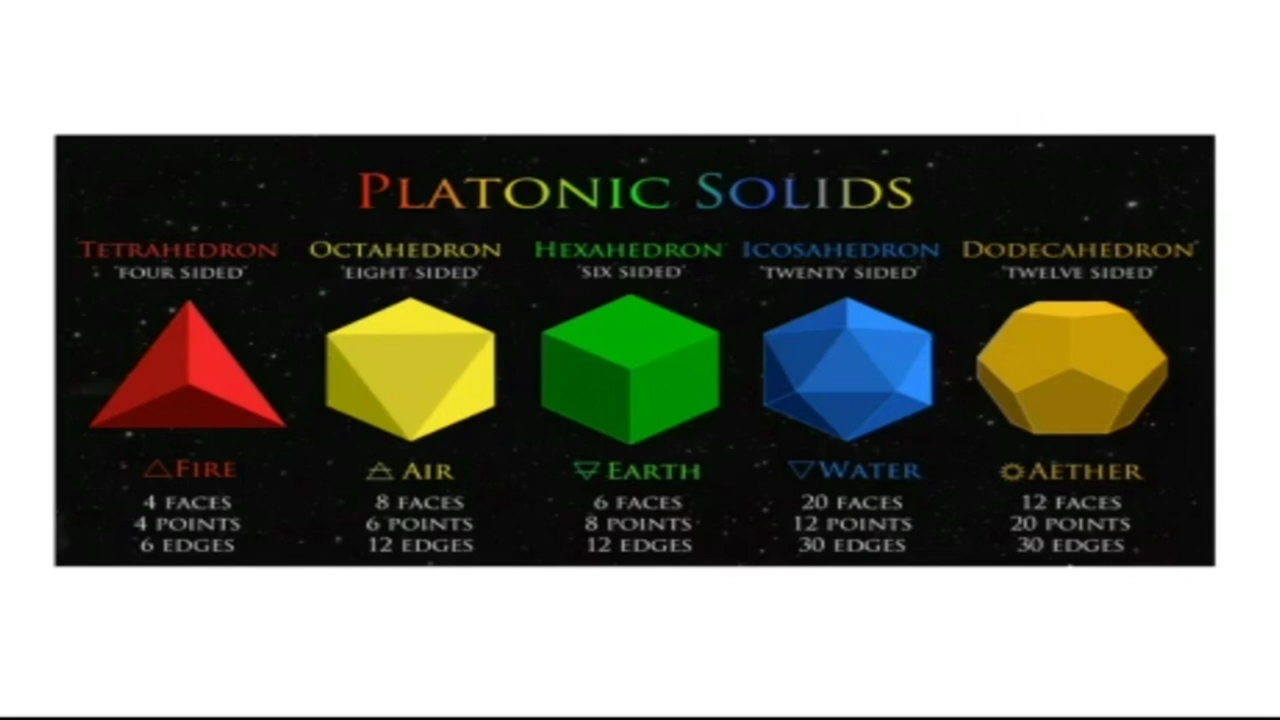 PLATONIC SOLIDS
TETRAHEDRON
"FOUR SIDED"
OCTAHEDRON
"EIGHT SIDED"
HEXAHEDRON
"SIX SIDED"
ICOSAHEDRON
"TWENTY SIDED"
DODECAHEDRON
"TWELVE SIDED"
FIRE
4 FACES
4 POINTS
6 EDGES
AIR
8 FACES
6 POINTS
12 EDGES
EARTH
6 FACES
8 POINTS
12 EDGES
WATER
20 FACES
12 POINTS
30 EDGES
AETHER
12 FACES
20 POINTS
30 EDGES